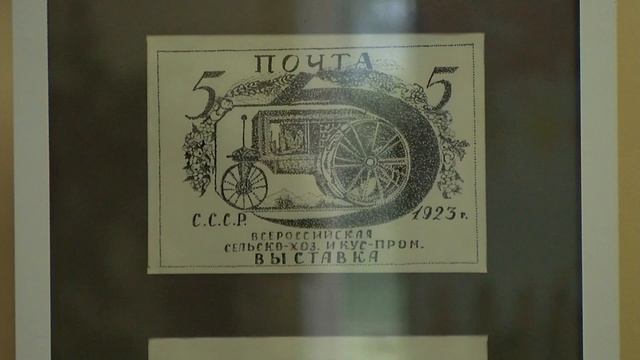 ПОЧТА
5 5
С.С.С.Р. 1923 г.
ВСЕРОССИЙСКАЯ
СЕЛЬСКО-ХОЗ. И КУС-ПРОМ.
ВЫСТАВКА